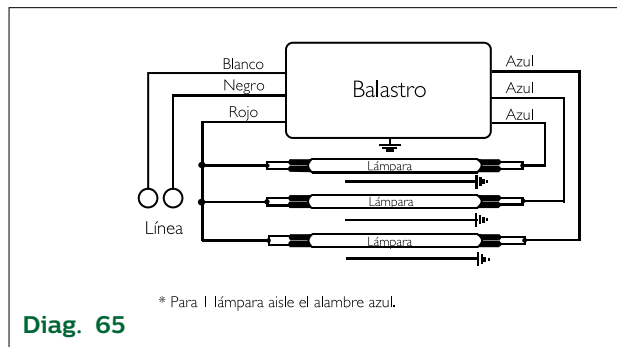 Blanco
Negro
Rojo
Balastro
Azul
Azul
Azul
Lámpara
Lámpara
Lámpara
Línea
* Para 1 lámpara aisle el alambre azul.
Diag. 65